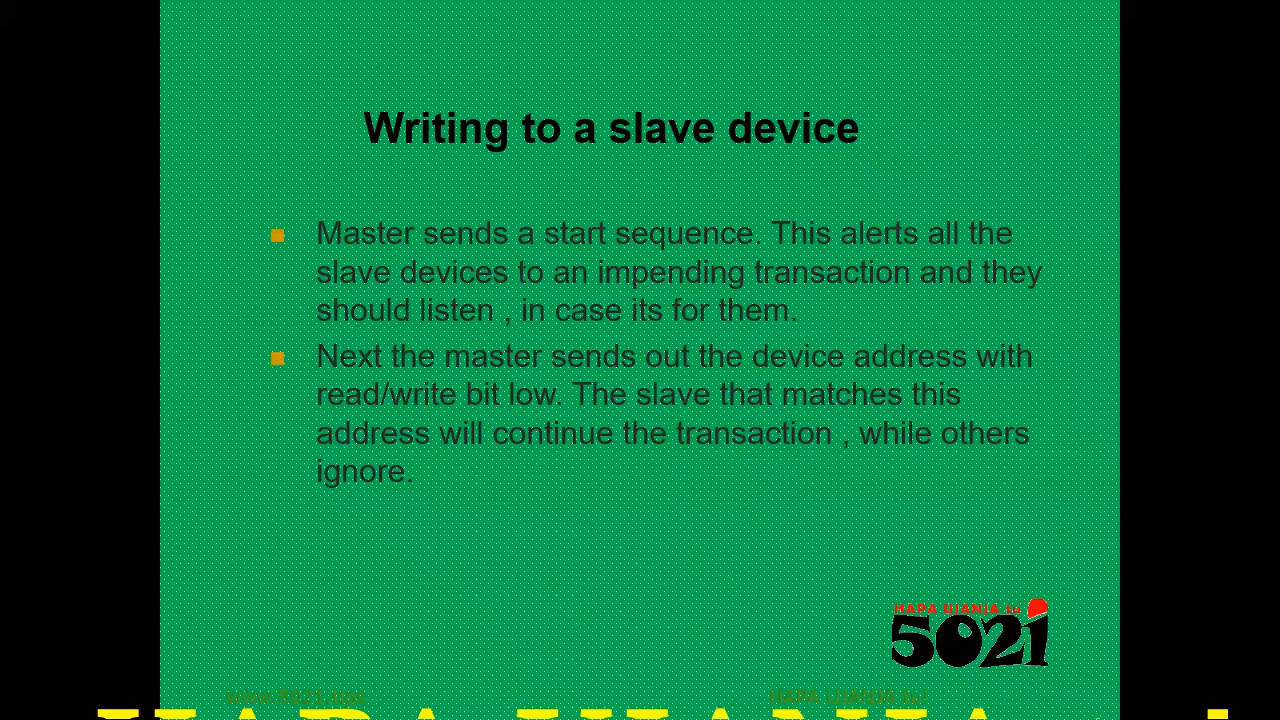 Writing to a slave device
Master sends a start sequence. This alerts all the
slave devices to an impending transaction and they
should listen , in case its for them.
Next the master sends out the device address with
read/write bit low. The slave that matches this
address will continue the transaction , while others
ignore.
HAPA UJANJA tu
5021
www.5021.tips
HAPA UJANJA tu!